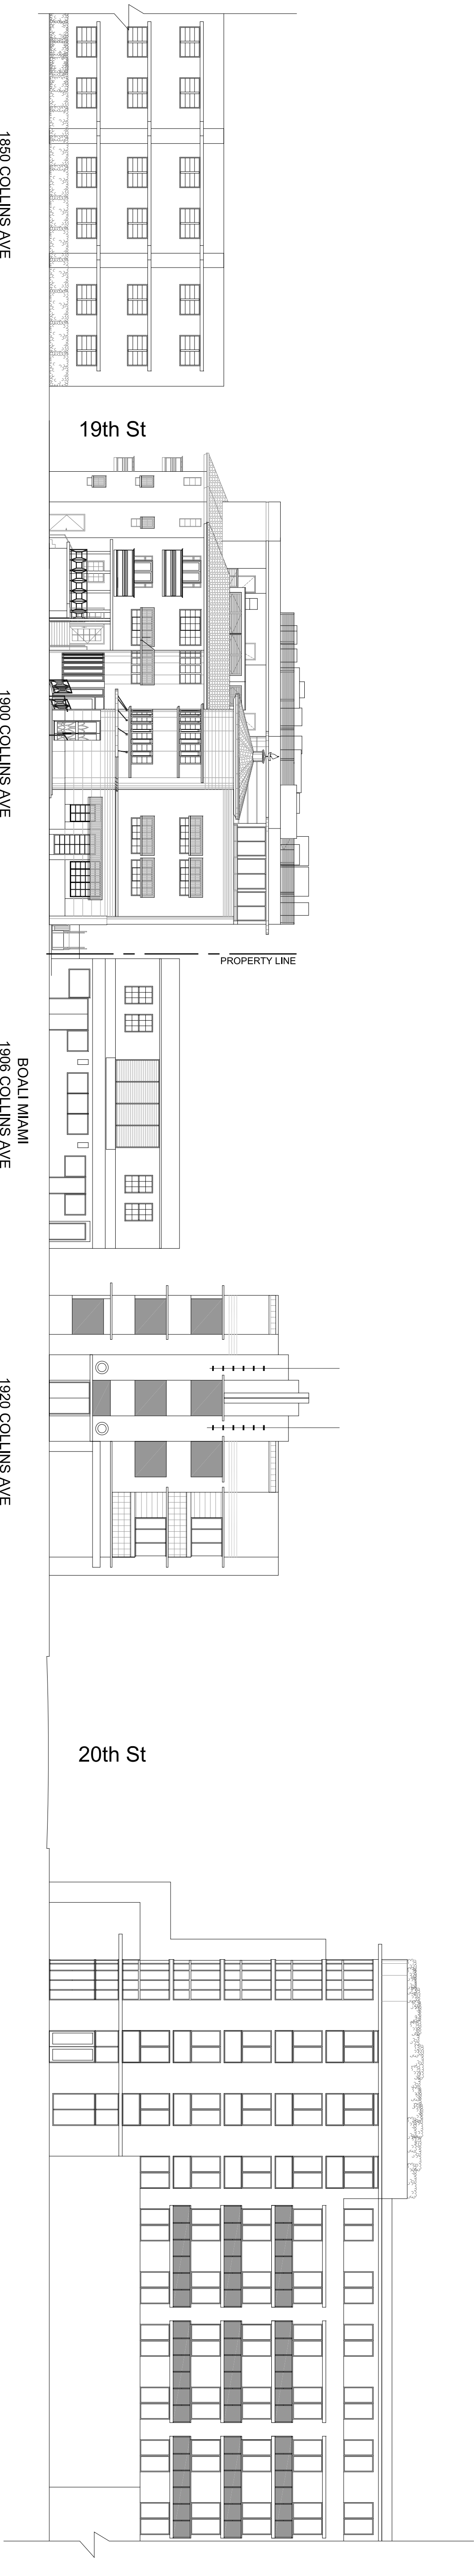 1850 COLLINS AVE
19th St
1900 COLLINS AVE
PROPERTY LINE
BOALI MIAMI
1906 COLLINS AVE
1920 COLLINS AVE
20th St